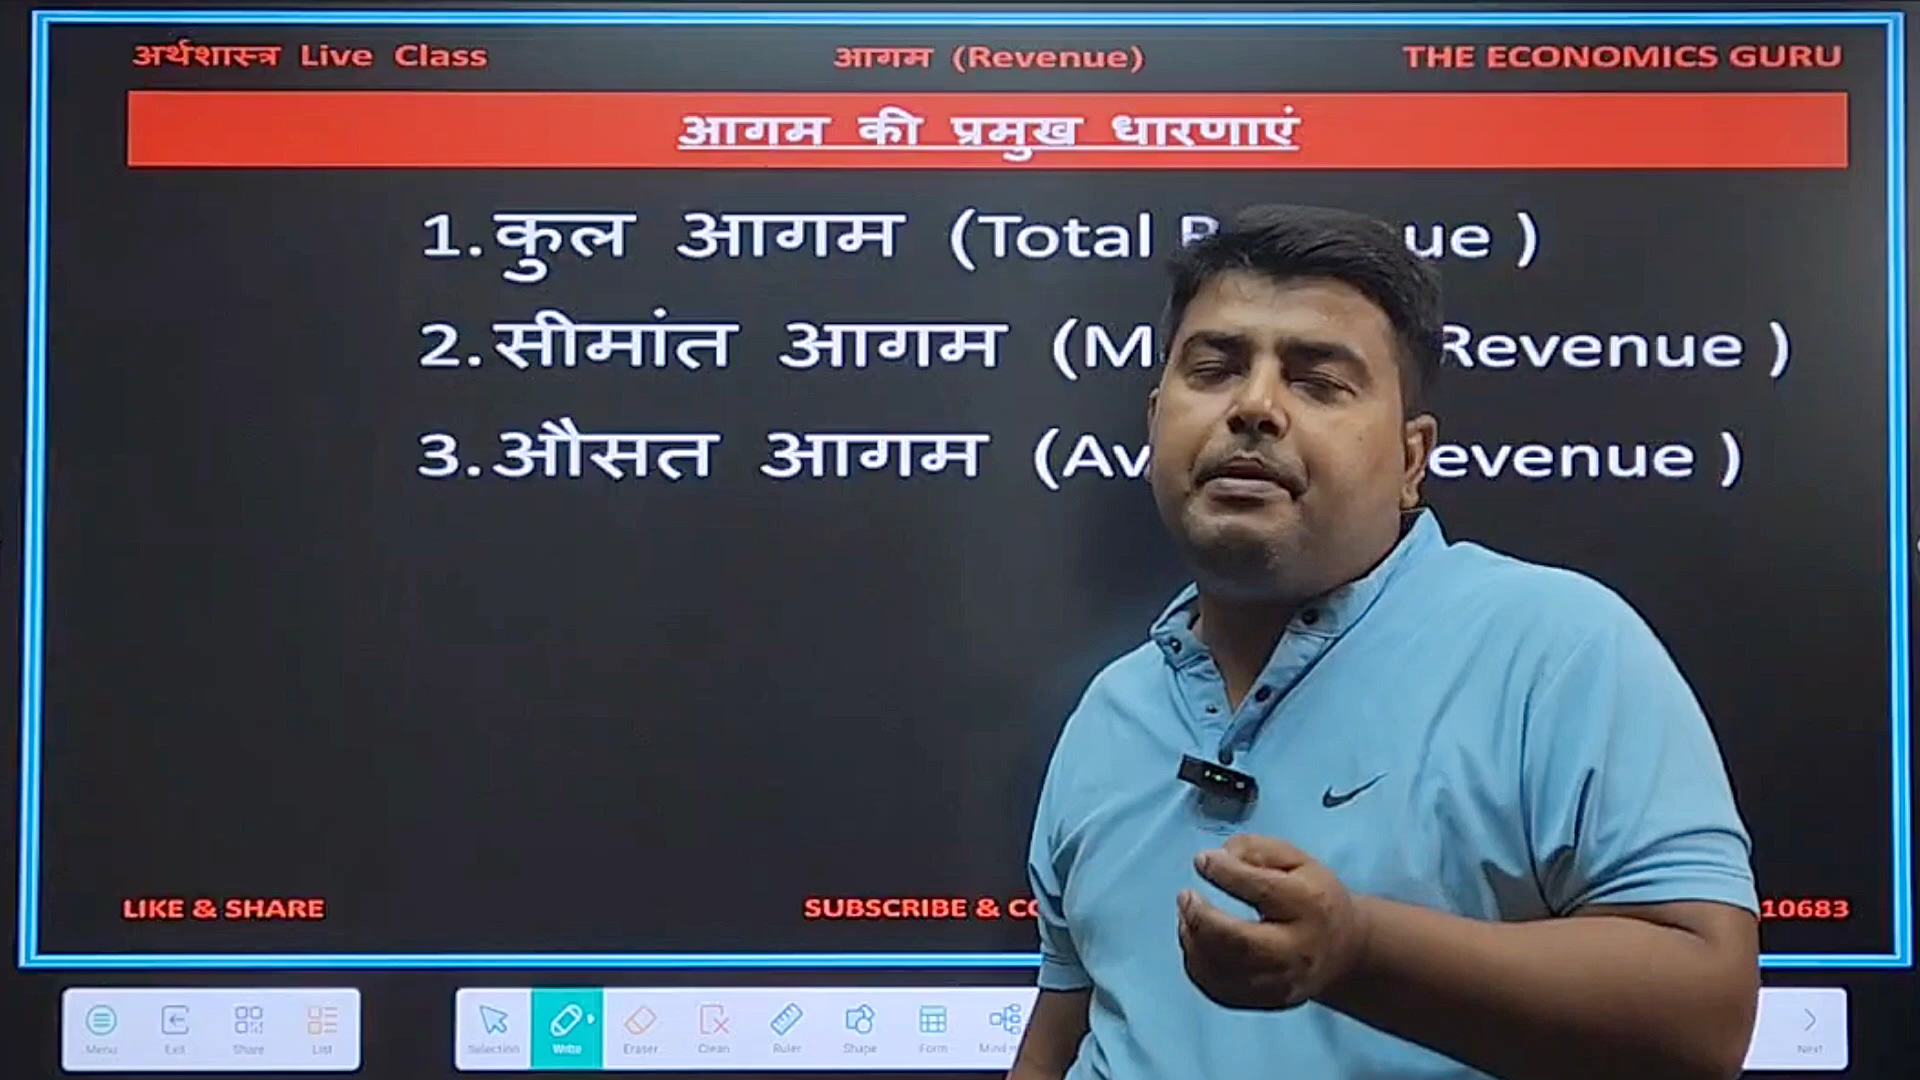 अर्थशास्त्र Live Class
आगम (Revenue)
THE ECONOMICS GURU
आगम की प्रमुख धारणाएं
1. कुल आगम (Total
2. सीमांत आगम ( Revenue )
3. औसत आगम (
LIKE & SHARE
SUBSCRIBE &
10683
Menu
Exit
Share
List
Selection
Write
Eraser
Clean
Ruler
Shape
Form
Mind
Next